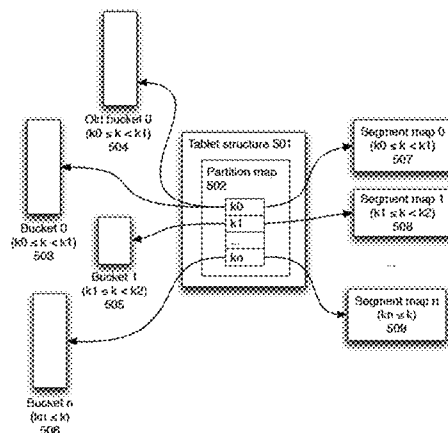 Old bucket 0
(k0 ≤ k < k1)
504
Tablet structure 501
Partition map
502
k0
k1
...
kn
Bucket 0
(k0 ≤ k < k1)
503
Bucket 1
(k1 ≤ k < k2)
505
Bucket n
(kn ≤ k)
506
Segment map 0
(k0 ≤ k < k1)
507
Segment map 1
(k1 ≤ k < k2)
508
...
Segment map n
(kn ≤ k)
509